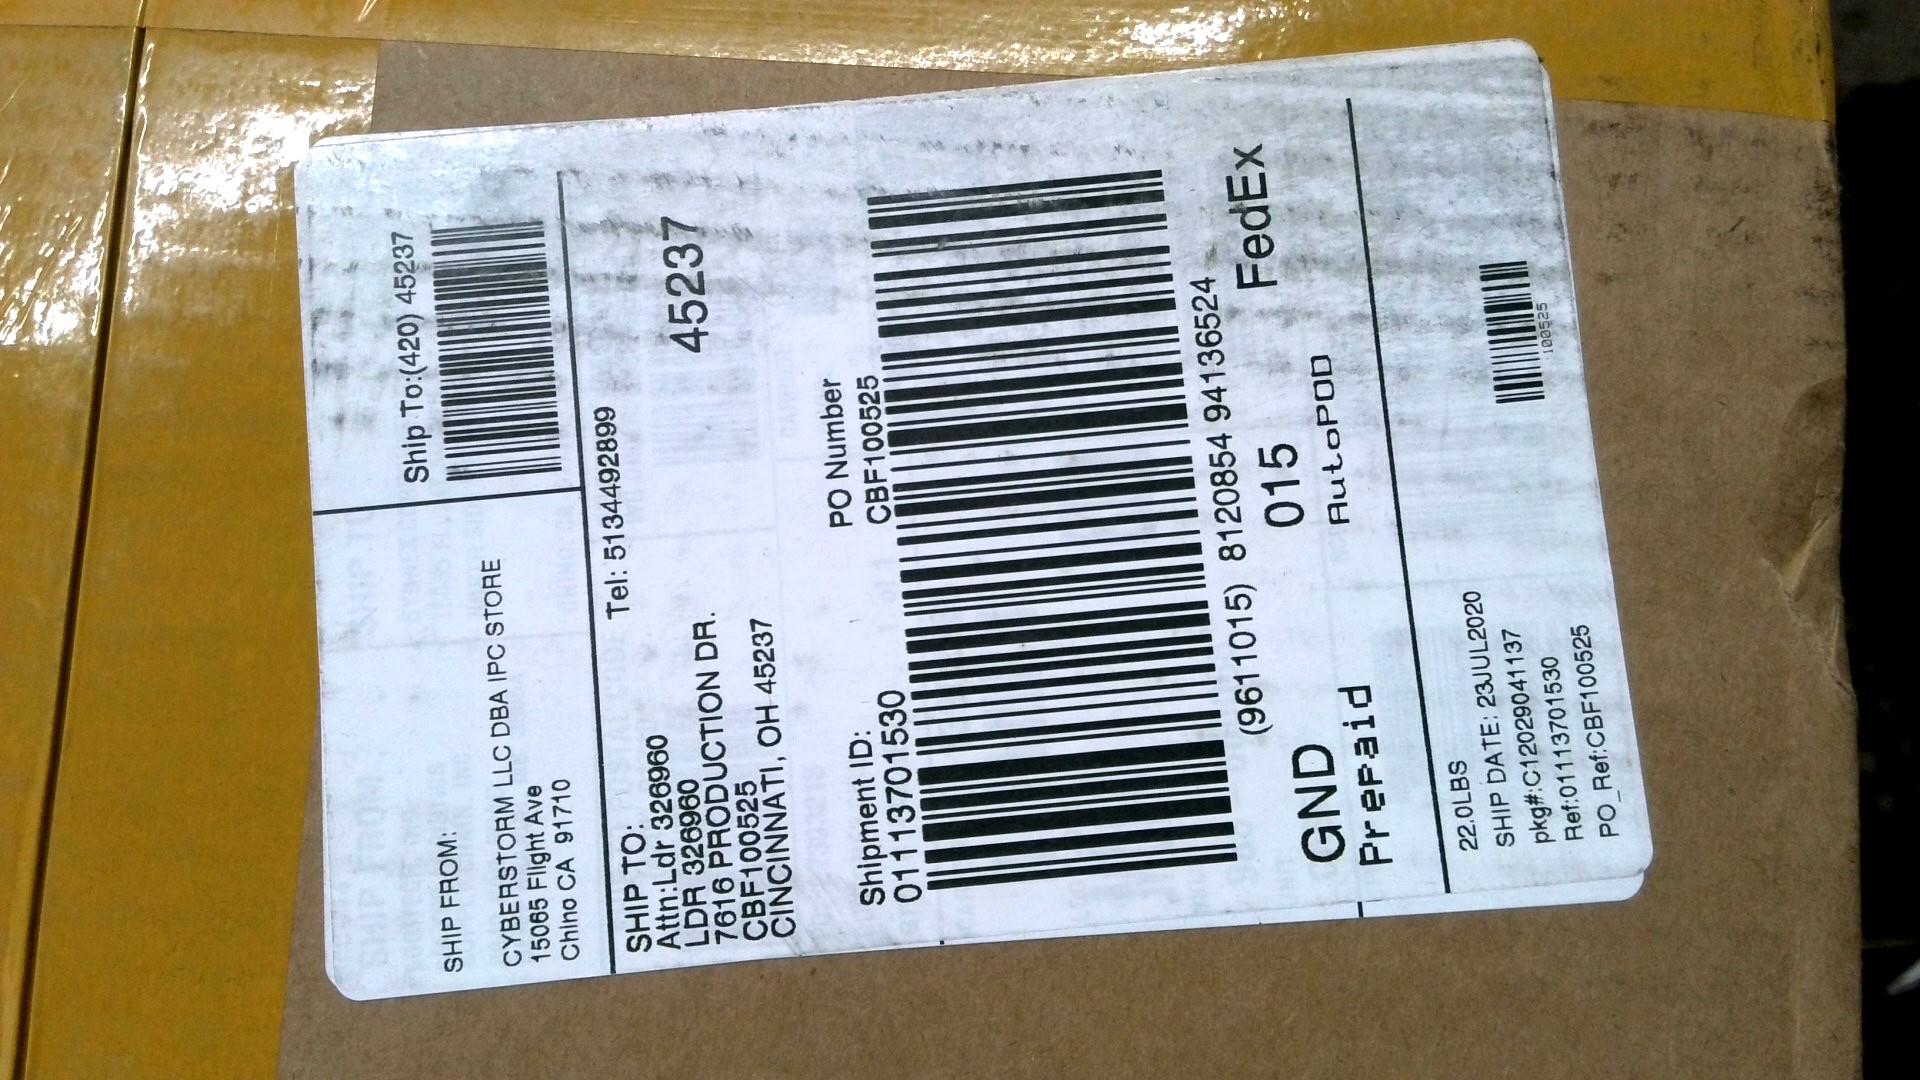 SHIP FROM:
CYBERSTORM LLC DBA IPC STORE
15065 Flight Ave
Chino CA 91710
Ship To:(420) 45237
SHIP TO:
Attn:Ldr 326960
LDR 326960
7616 PRODUCTION DR.
CBF100525
CINCINNATI, OH 45237
Tel: 5134492899
45237
Shipment ID:
01113701530
PO Number
CBF100525
(9611015) 8120854 94136524
GND
015
FedEx
Prepaid
AutoPOD
22.0LBS
SHIP DATE: 23JUL2020
pkg#:C12029041137
Ref:01113701530
PO_Ref:CBF100525
100525